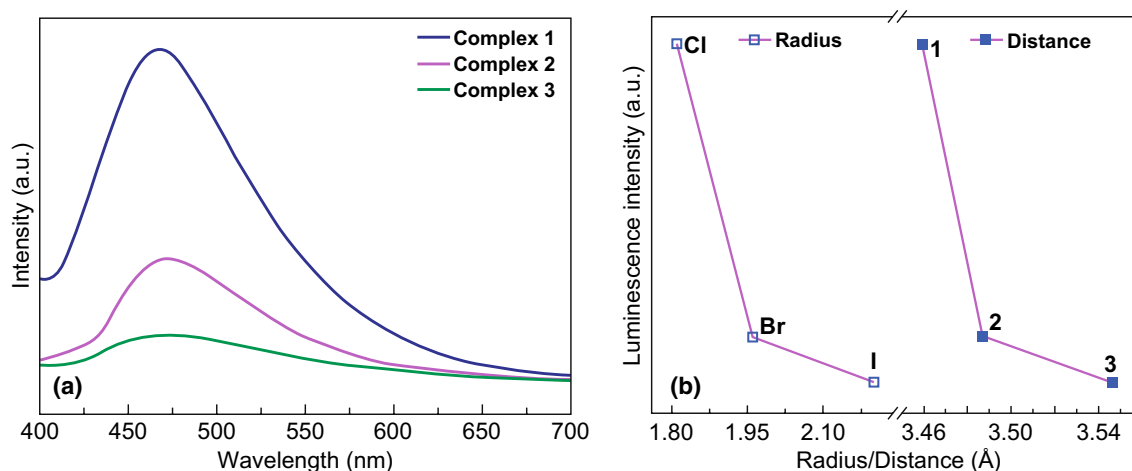 Intensity (a.u.)
Complex 1
Complex 2
Complex 3
(a)
400 450 500 550 600 650 700
Wavelength (nm)
Luminescence intensity (a.u.)
Cl Radius 1 Distance
Br 2
I 3
(b)
1.80 1.95 2.10 3.46 3.50 3.54
Radius/Distance (Å)